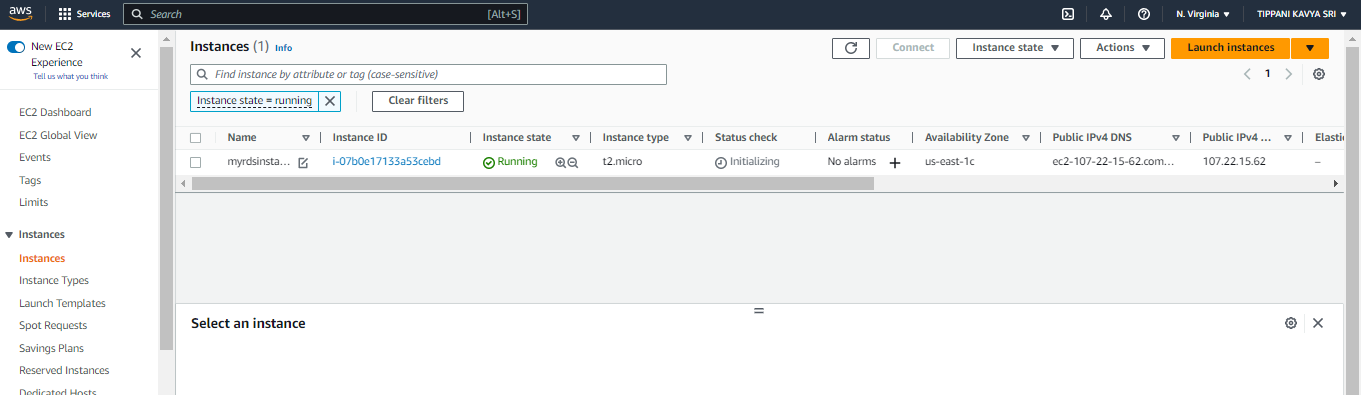 aws
Services
Search
[Alt+S]
N. Virginia
TIPPANI KAVYA SRI
New EC2
Experience
Tell us what you think
EC2 Dashboard
EC2 Global View
Events
Tags
Limits
Instances
Instances
Instance Types
Launch Templates
Spot Requests
Savings Plans
Reserved Instances
Dedicated Hosts
Instances (1) Info
Connect
Instance state
Actions
Launch instances
Find instance by attribute or tag (case-sensitive)
1
Instance state = running
Clear filters
Name Instance ID Instance state Instance type Status check Alarm status Availability Zone Public IPv4 DNS Public IPv4 ... Elastic
myrdsinsta... i-07b0e17133a53cebd Running t2.micro Initializing No alarms + us-east-1c ec2-107-22-15-62.com... 107.22.15.62 –
Select an instance